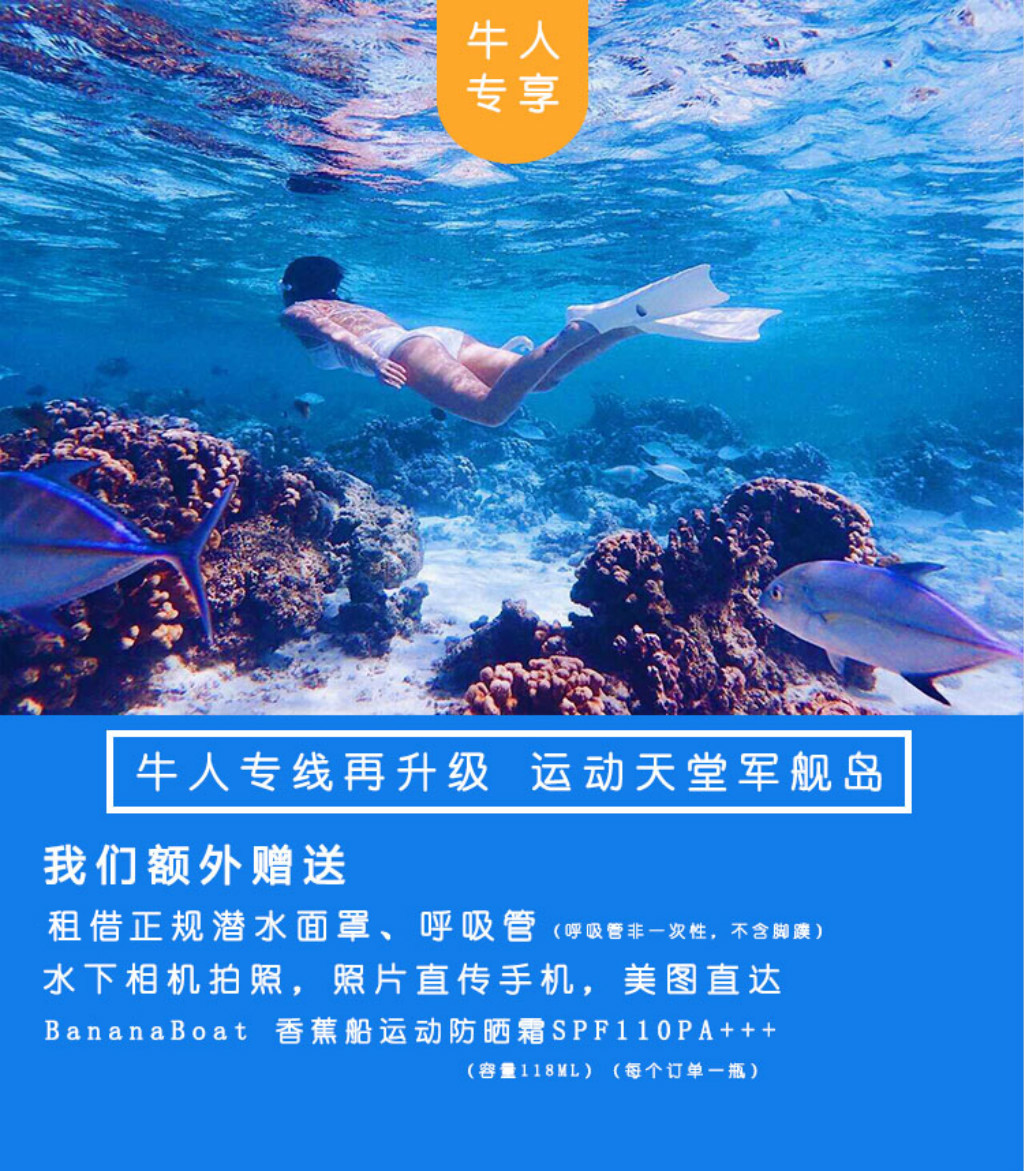 牛人
专享
牛人专线再升级 运动天堂军舰岛
我们额外赠送
租借正规潜水面罩、呼吸管（呼吸管非一次性，不含脚蹼）
水下相机拍照，照片直传手机，美图直达
BananaBoat 香蕉船运动防晒霜SPF110PA+++
（容量118ML）（每个订单一瓶）